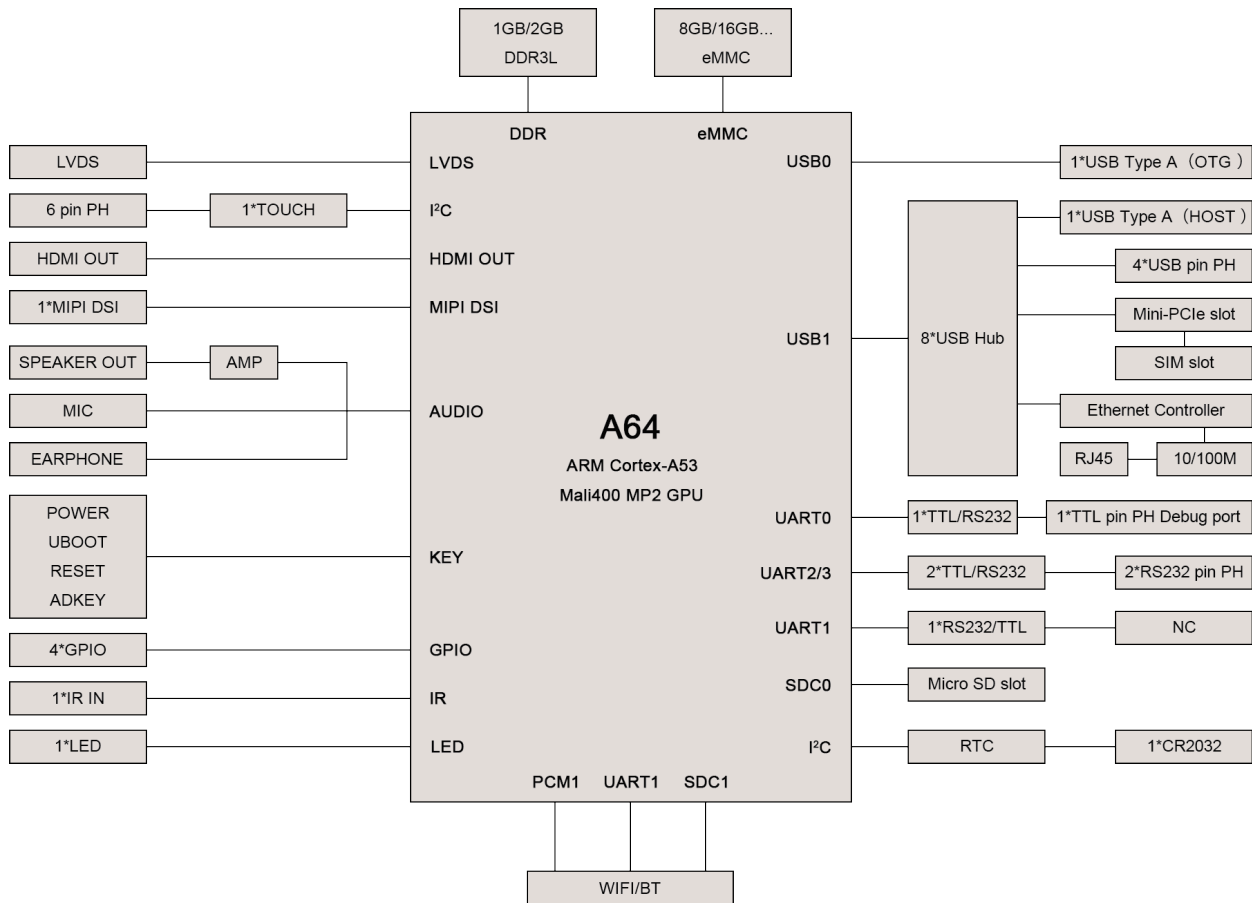 1GB/2GB
DDR3L
8GB/16GB...
eMMC
DDR
eMMC
LVDS
LVDS
USB0
1*USB Type A（OTG）
6 pin PH
1*TOUCH
I²C
1*USB Type A（HOST）
HDMI OUT
HDMI OUT
4*USB pin PH
1*MIPI DSI
MIPI DSI
Mini-PCIe slot
USB1
8*USB Hub
SPEAKER OUT
AMP
SIM slot
MIC
AUDIO
Ethernet Controller
A64
EARPHONE
ARM Cortex-A53
RJ45
10/100M
Mali400 MP2 GPU
POWER
UBOOT
RESET
ADKEY
KEY
UART0
1*TTL/RS232
1*TTL pin PH Debug port
UART2/3
2*TTL/RS232
2*RS232 pin PH
UART1
1*RS232/TTL
NC
4*GPIO
GPIO
SDC0
Micro SD slot
1*IR IN
IR
1*LED
LED
I²C
RTC
1*CR2032
PCM1
UART1
SDC1
WIFI/BT